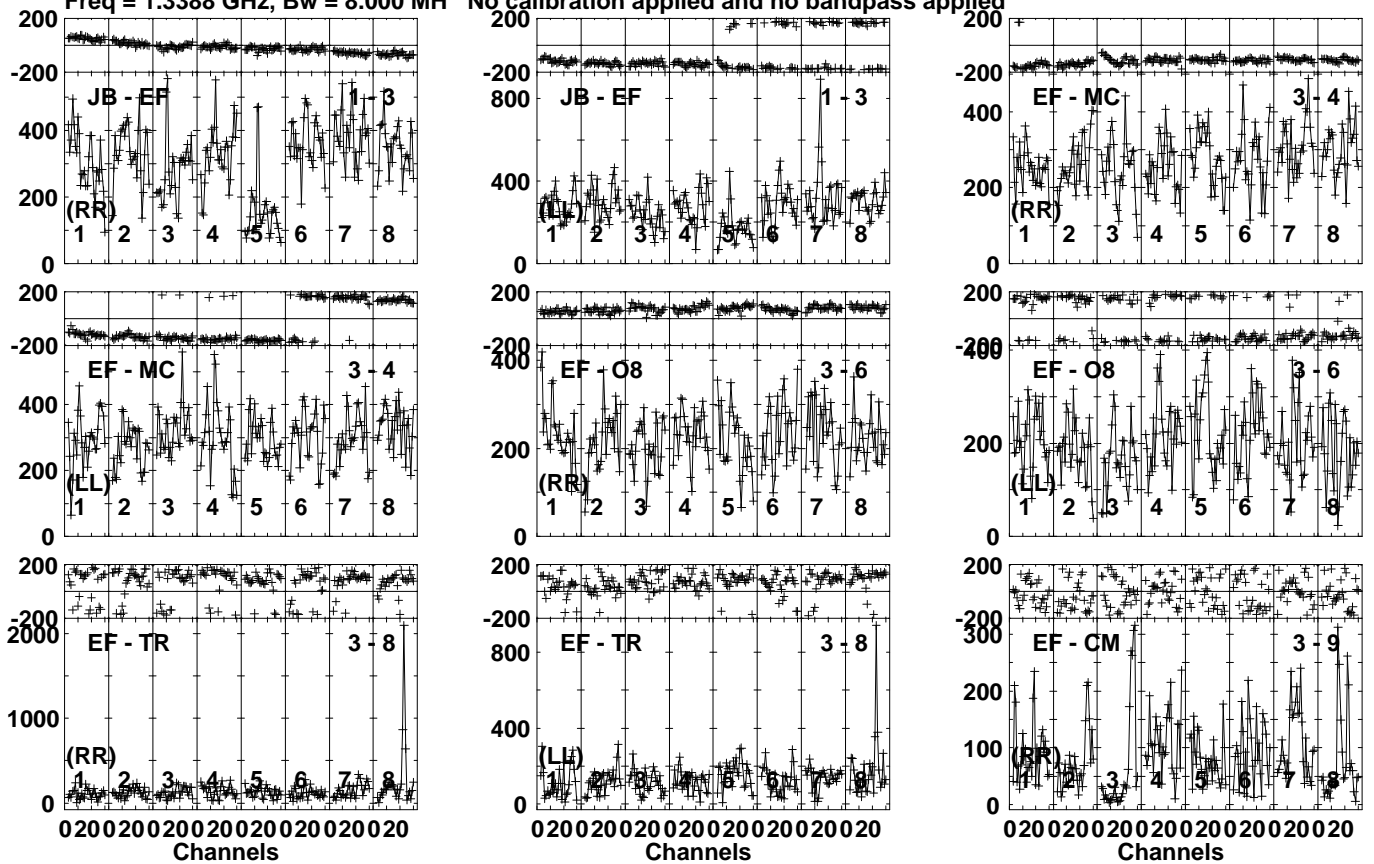 Freq = 1.3388 GHz, Bw = 8.000 MH No calibration applied and no bandpass applied
200
-200
JB - EF 1 - 3
400
200
0
(RR)
1 2 3 4 5 6 7 8
200
-200
JB - EF 1 - 3
800
400
0
(LL)
1 2 3 4 5 6 7 8
200
-200
EF - MC 3 - 4
400
200
0
(RR)
1 2 3 4 5 6 7 8
200
-200
EF - MC 3 - 4
400
200
0
(LL)
1 2 3 4 5 6 7 8
200
-200
400
EF - O8 3 - 6
200
0
(RR)
1 2 3 4 5 6 7 8
200
-200
400
EF - O8 3 - 6
200
0
(LL)
1 2 3 4 5 6 7 8
200
-200
2000
EF - TR 3 - 8
1000
0
(RR)
1 2 3 4 5 6 7 8
0 20 0 20 0 20 0 20 0 20 0 20 0 20 0 20
Channels
200
-200
EF - TR 3 - 8
800
400
0
(LL)
1 2 3 4 5 6 7 8
0 20 0 20 0 20 0 20 0 20 0 20 0 20 0 20
Channels
200
-200
300
EF - CM 3 - 9
200
100
0
(RR)
1 2 3 4 5 6 7 8
0 20 0 20 0 20 0 20 0 20 0 20 0 20 0 20
Channels